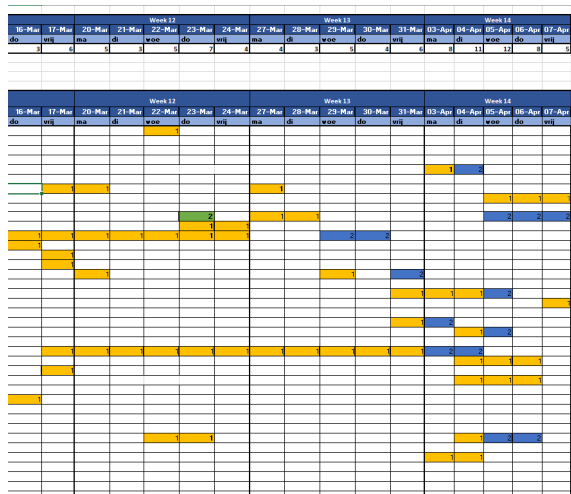 Week 12 Week 13 Week 14
16-Mar 17-Mar 20-Mar 21-Mar 22-Mar 23-Mar 24-Mar 27-Mar 28-Mar 29-Mar 30-Mar 31-Mar 03-Apr 04-Apr 05-Apr 06-Apr 07-Apr
do vrij ma di woe do vrij ma di woe do vrij ma di woe do vrij
3 6 5 3 5 7 4 4 3 5 4 6 8 11 12 8 5
Week 12 Week 13 Week 14
16-Mar 17-Mar 20-Mar 21-Mar 22-Mar 23-Mar 24-Mar 27-Mar 28-Mar 29-Mar 30-Mar 31-Mar 03-Apr 04-Apr 05-Apr 06-Apr 07-Apr
do vrij ma di woe do vrij ma di woe do vrij ma di woe do vrij
1
1 2
1 1 1
1 1 1
2 1 1 2 2 2
1 1
1 1 1 1 1 1 1 2 2
1
1
1
1 1 2
1 1 1 2
1
1 2
1 2
1 1 1 1 1 1 1 1 1 1 1 2 2
1 1 1
1
1 1 1
1
1 1 1 2 2
1 1